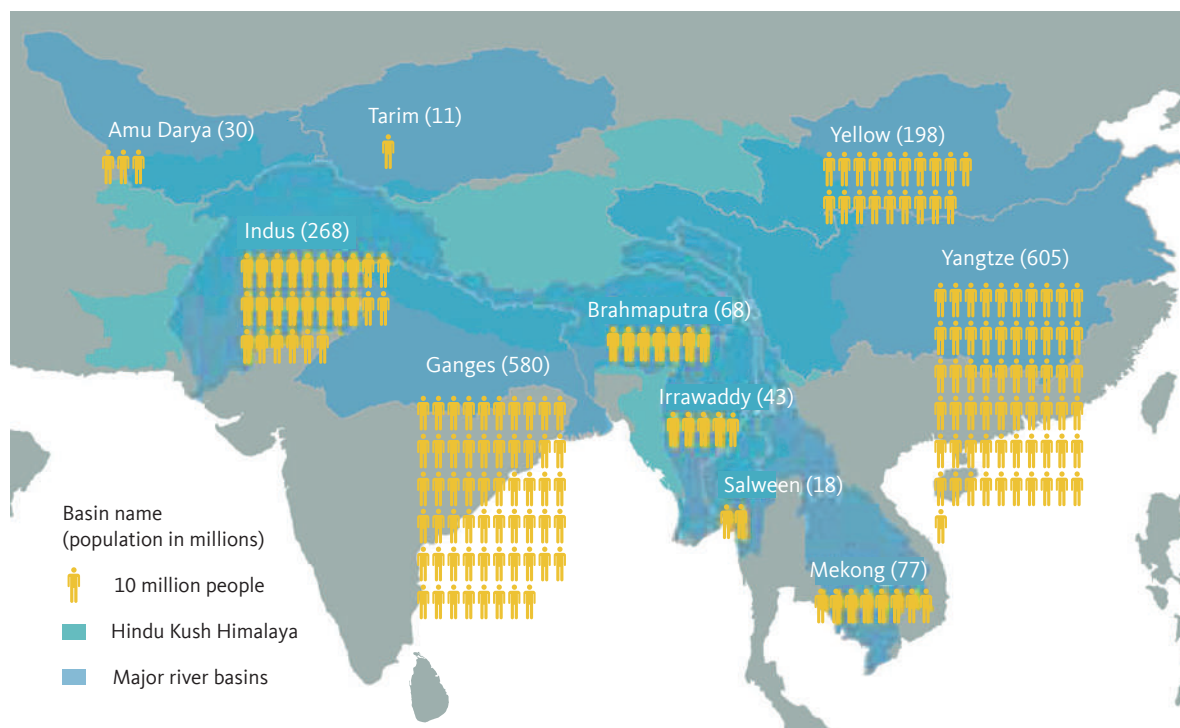 Amu Darya (30)
Tarim (11)
Yellow (198)
Indus (268)
Yangtze (605)
Brahmaputra (68)
Ganges (580)
Irrawaddy (43)
Salween (18)
Mekong (77)
Basin name
(population in millions)
10 million people
Hindu Kush Himalaya
Major river basins